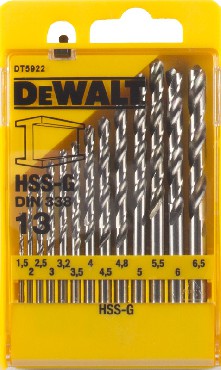 DT5922
DEWALT
HSS-G
DIN 338
13
1,5 2,5 3,2 4 4,8 5,5 6,5
2 3 3,5 4,5 5 6
HSS-G